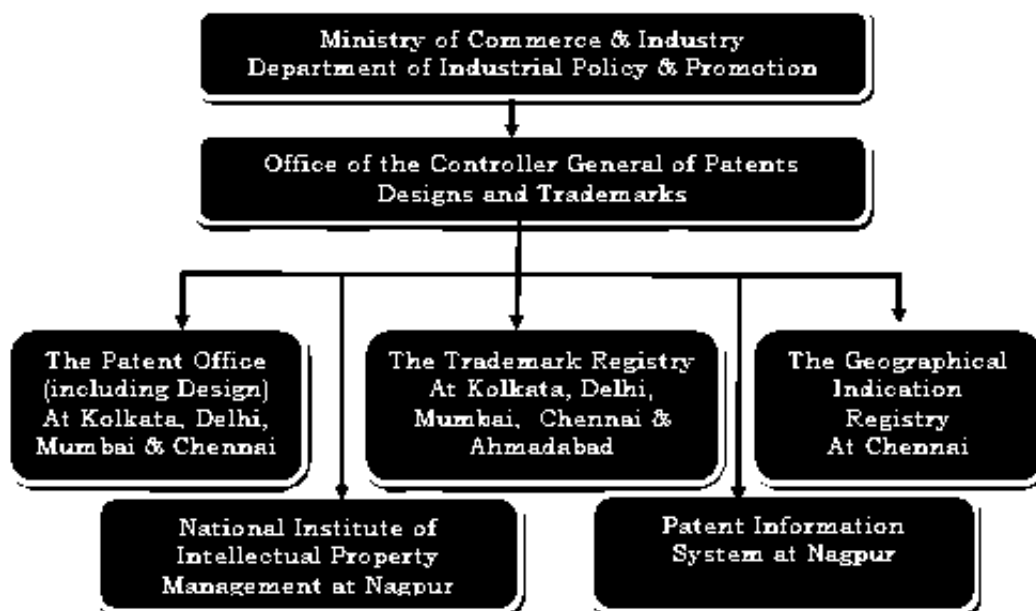 Ministry of Commerce & Industry
Department of Industrial Policy & Promotion
Office of the Controller General of Patents
Designs and Trademarks
The Patent Office
(including Design)
At Kolkata, Delhi,
Mumbai & Chennai
The Trademark Registry
At Kolkata, Delhi,
Mumbai, Chennai &
Ahmadabad
The Geographical
Indication
Registry
At Chennai
National Institute of
Intellectual Property
Management at Nagpur
Patent Information
System at Nagpur